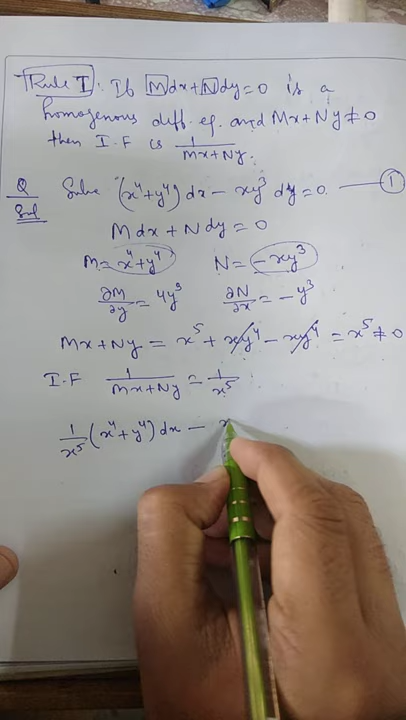 Rule I: If Mdx+Ndy=0 is a
homogenous diff. eq. and Mx+Ny≠0
then I.F is 1/(Mx+Ny).
Q Solve (x⁴+y⁴)dx − xy³ dy=0. — ①
Sol
Mdx+Ndy=0
M=x⁴+y⁴ N=−xy³
∂M/∂y=4y³ ∂N/∂x=−y³
Mx+Ny = x⁵+xy⁴−xy⁴ = x⁵≠0
I.F 1/(Mx+Ny) = 1/x⁵
1/x⁵ (x⁴+y⁴)dx − x